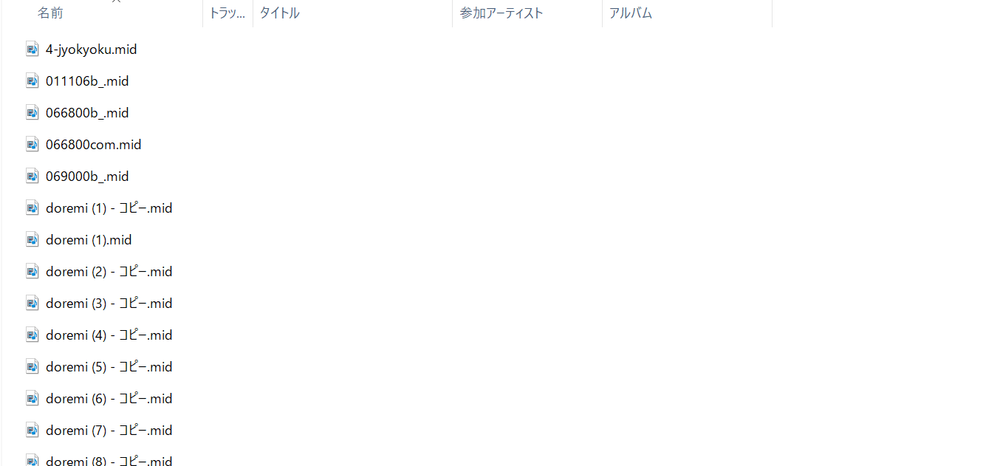 名前 トラッ... タイトル 参加アーティスト アルバム
4-jyokyoku.mid
011106b_.mid
066800b_.mid
066800com.mid
069000b_.mid
doremi (1) - コピー.mid
doremi (1).mid
doremi (2) - コピー.mid
doremi (3) - コピー.mid
doremi (4) - コピー.mid
doremi (5) - コピー.mid
doremi (6) - コピー.mid
doremi (7) - コピー.mid
doremi (8) - コピー.mid